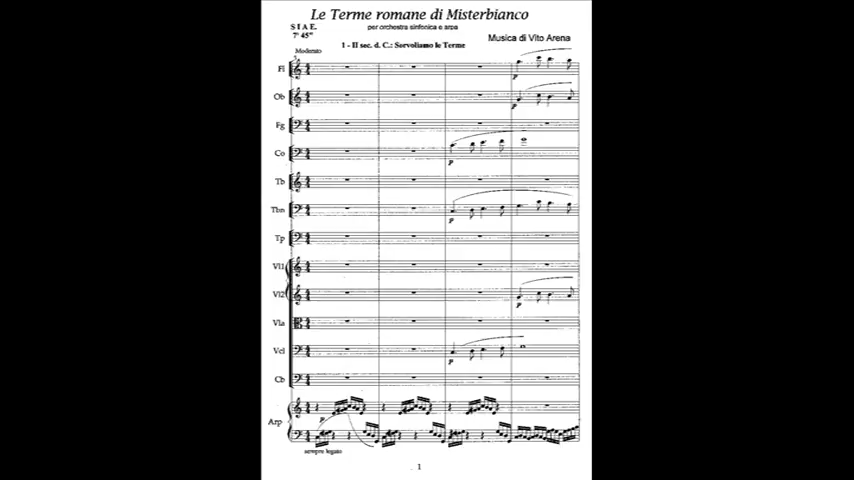 Le Terme romane di Misterbianco
per orchestra sinfonica e arpa
S I A E.
7' 45"
Musica di Vito Arena
1 - II sec. d. C.: Sorvoliamo le Terme
Moderato
Fl
p
Ob
p
Fg
Co
p
Tb
Tbn
p
Tp
Vl1
Vl2
p
Vla
Vcl
p
Cb
Arp
p
sempre legato
1